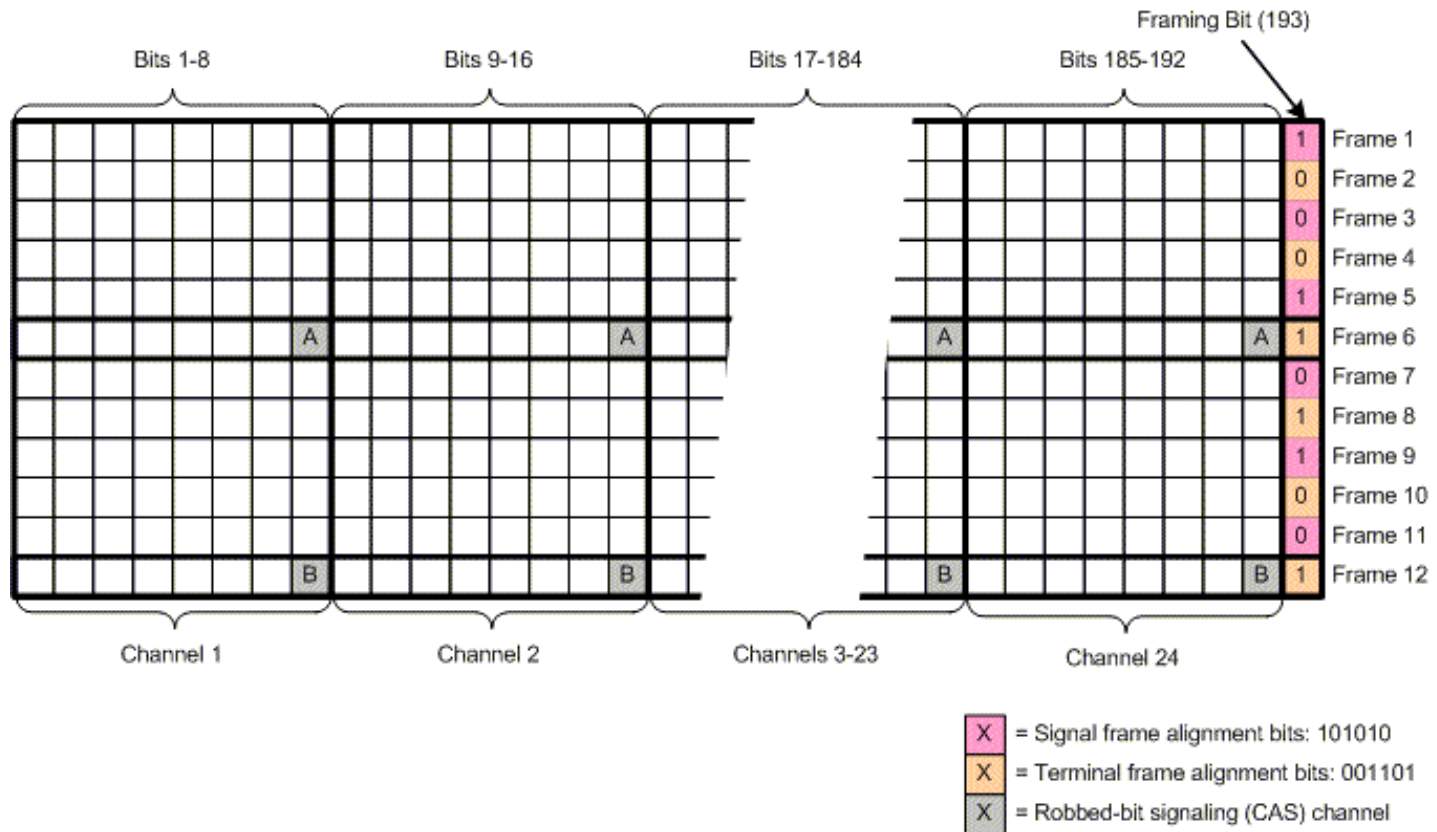 Framing Bit (193)
Bits 1-8 Bits 9-16 Bits 17-184 Bits 185-192
1 Frame 1
0 Frame 2
0 Frame 3
0 Frame 4
1 Frame 5
A A A A 1 Frame 6
0 Frame 7
1 Frame 8
1 Frame 9
0 Frame 10
0 Frame 11
B B B B 1 Frame 12
Channel 1 Channel 2 Channels 3-23 Channel 24
X = Signal frame alignment bits: 101010
X = Terminal frame alignment bits: 001101
X = Robbed-bit signaling (CAS) channel